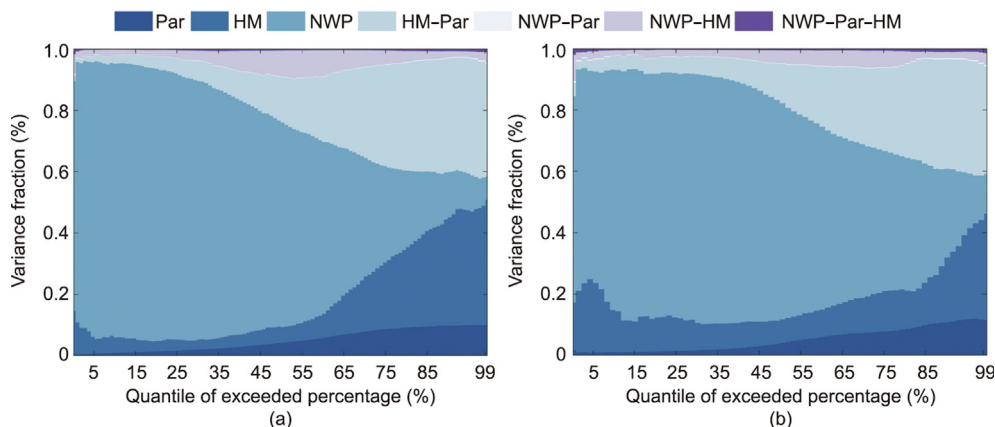 Par HM NWP HM–Par NWP–Par NWP–HM NWP–Par–HM
1.0
0.8
0.6
0.4
0.2
0
Variance fraction (%)
5 15 25 35 45 55 65 75 85 99
Quantile of exceeded percentage (%)
(a)
1.0
0.8
0.6
0.4
0.2
0
Variance fraction (%)
5 15 25 35 45 55 65 75 85 99
Quantile of exceeded percentage (%)
(b)